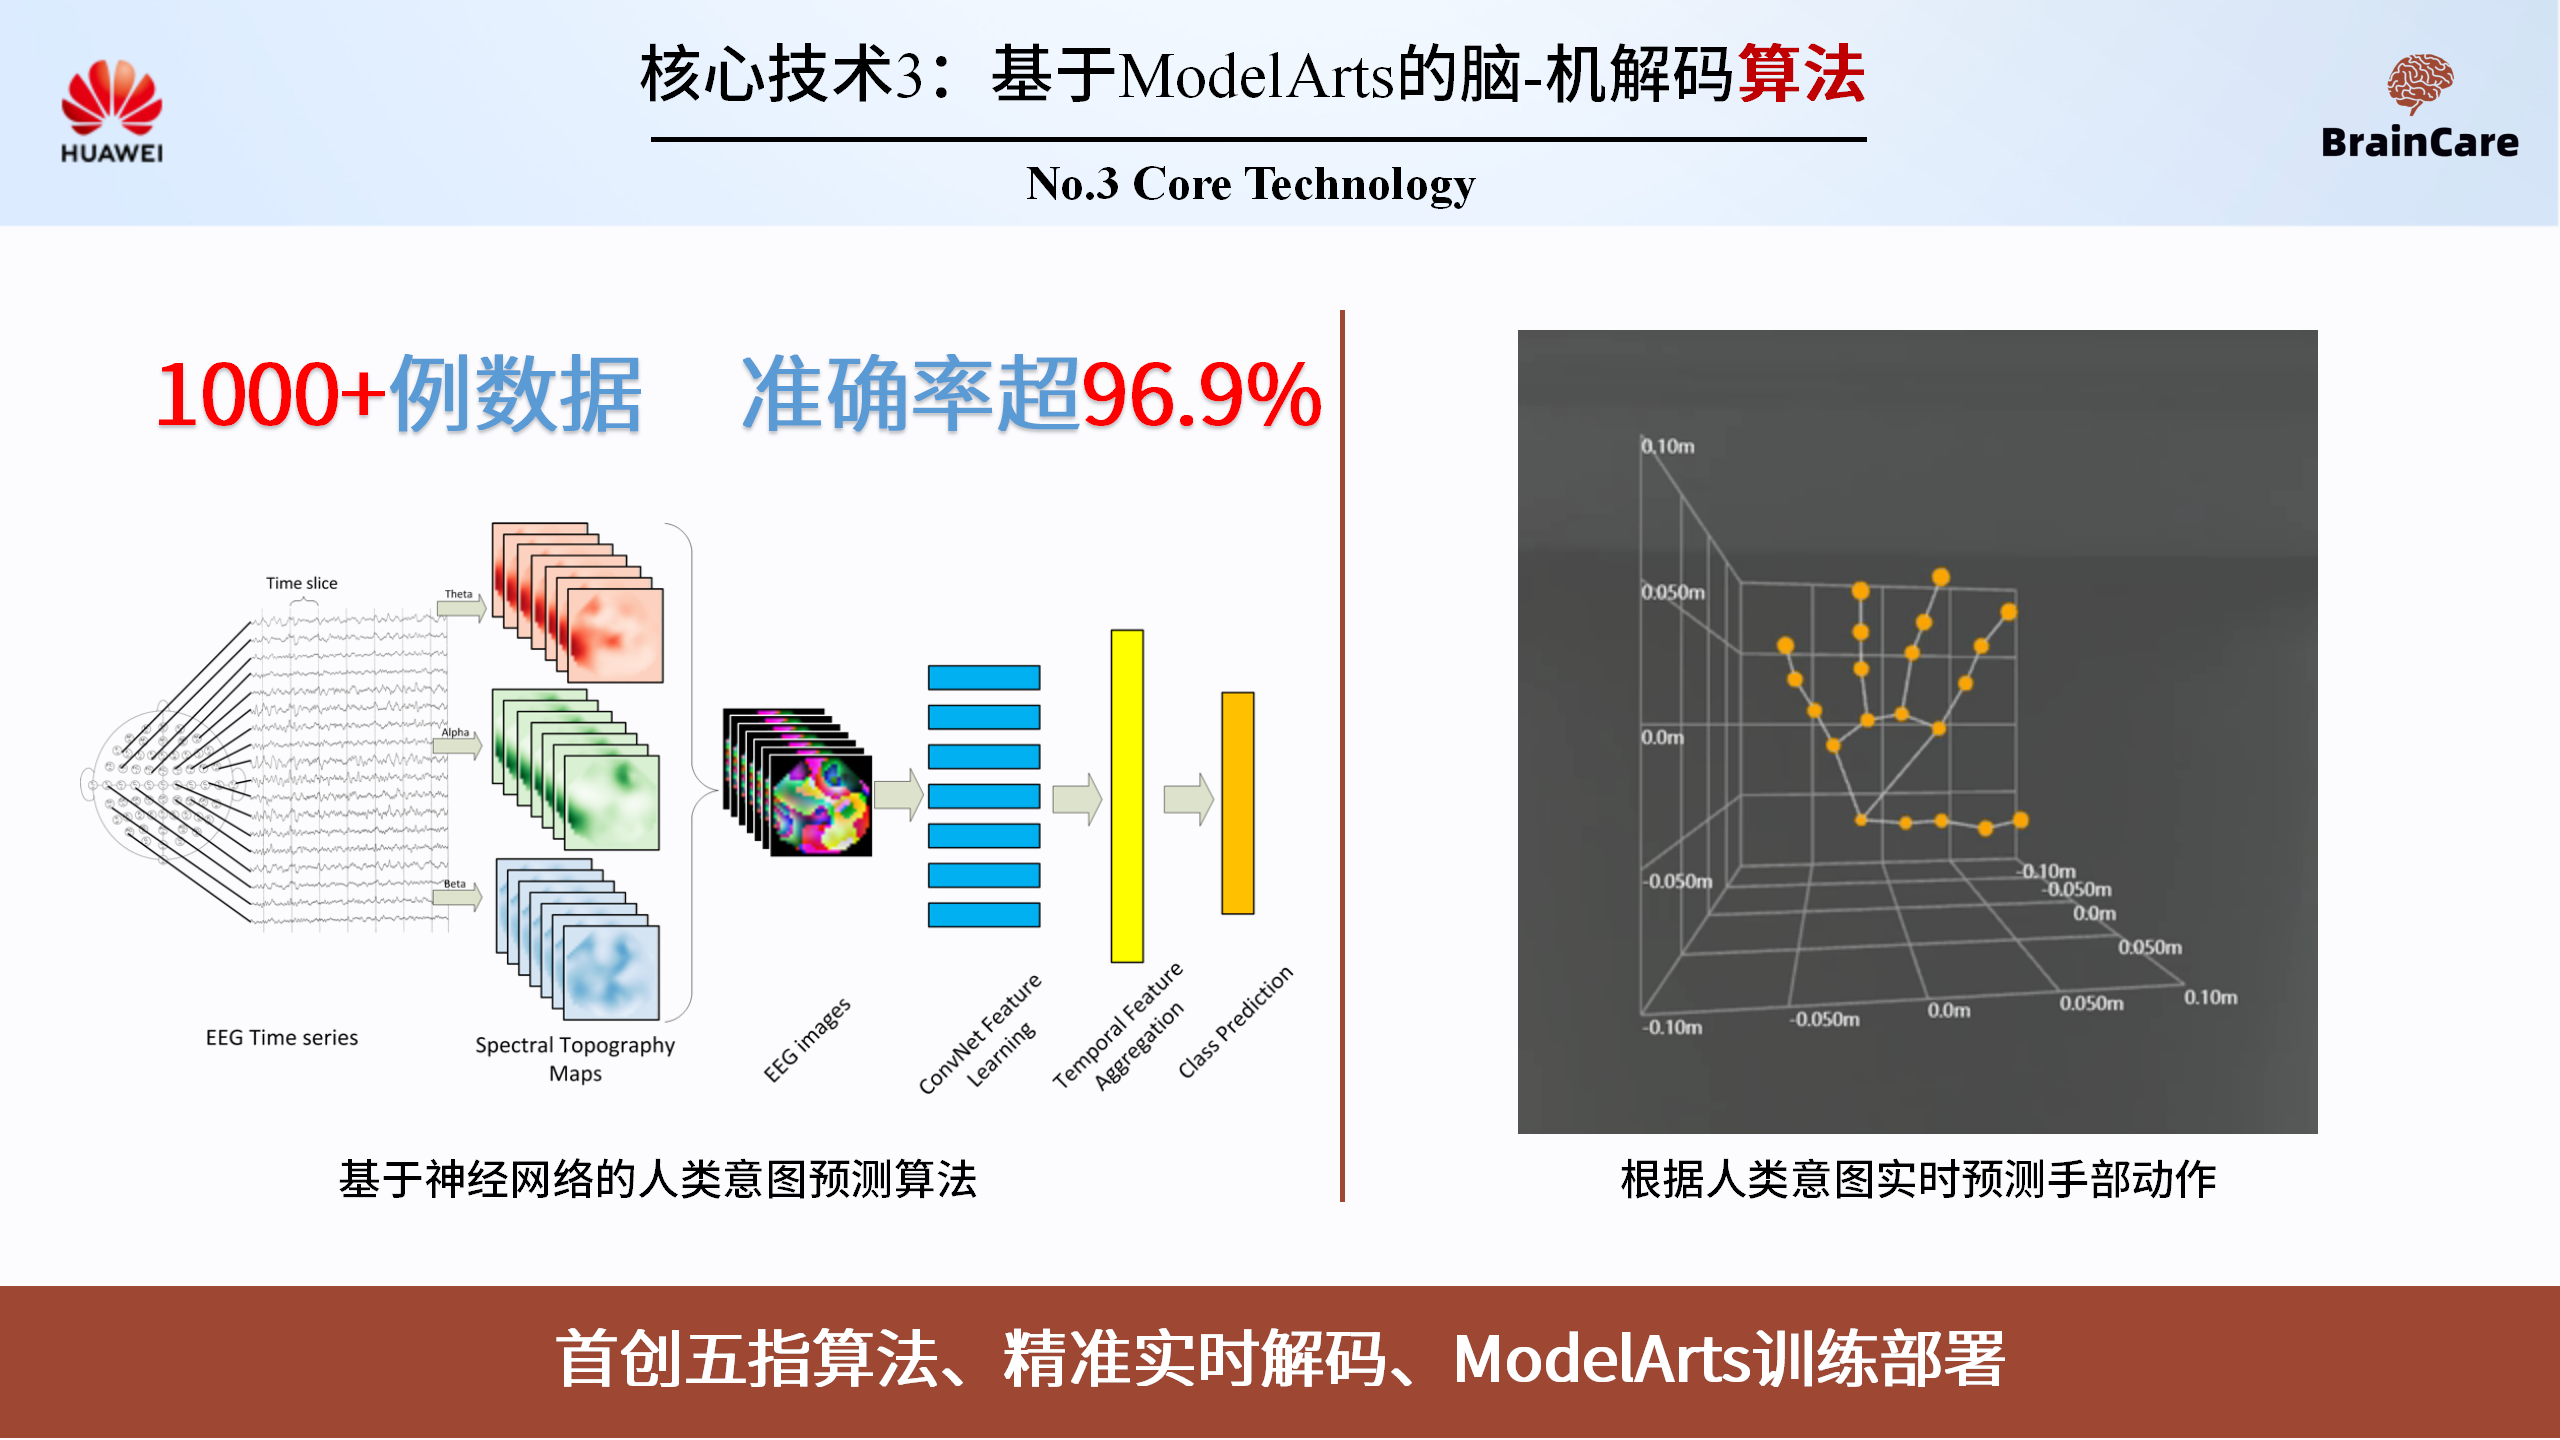 核心技术3：基于ModelArts的脑-机解码算法
HUAWEI
BrainCare
No.3 Core Technology
1000+例数据 准确率超96.9%
Time slice
Theta
Alpha
Beta
EEG Time series
Spectral Topography
Maps
EEG images
ConvNet Feature
Learning
Temporal Feature
Aggregation
Class Prediction
基于神经网络的人类意图预测算法
0.10m
0.050m
0.0m
-0.050m
-0.10m
-0.050m
0.0m
0.050m
0.10m
-0.10m
-0.050m
0.0m
0.050m
根据人类意图实时预测手部动作
首创五指算法、精准实时解码、ModelArts训练部署